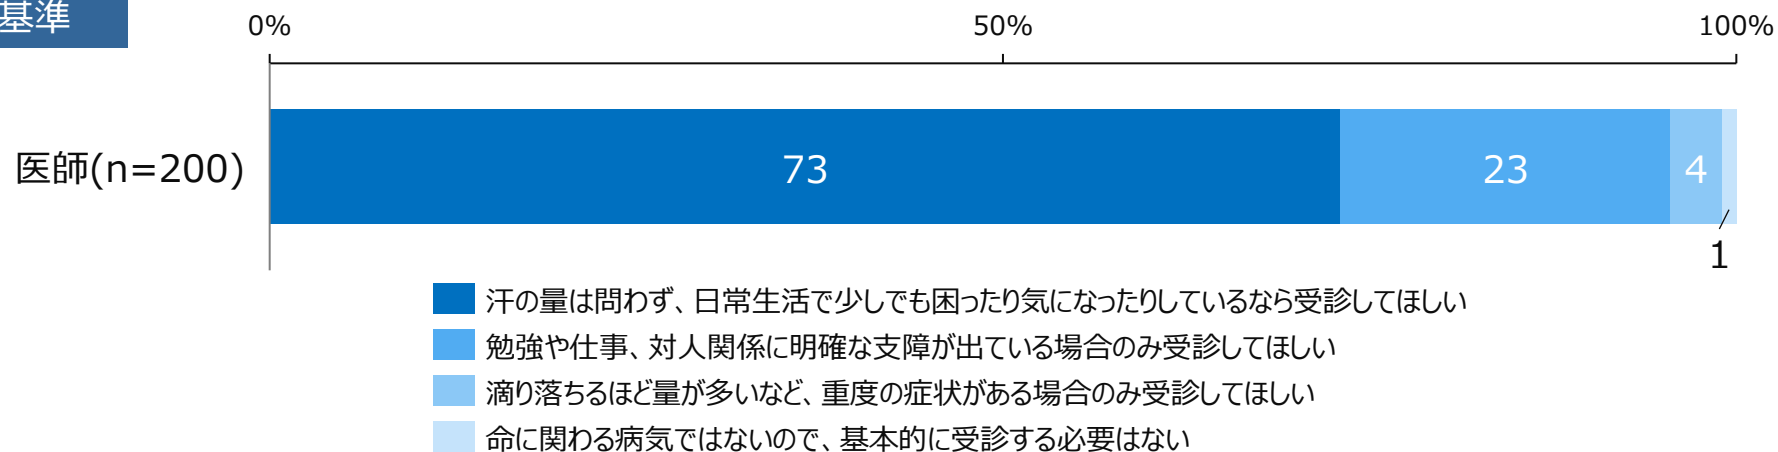 基準
0% 50% 100%
医師(n=200) 73 23 4
1
汗の量は問わず、日常生活で少しでも困ったり気になったりしているなら受診してほしい
勉強や仕事、対人関係に明確な支障が出ている場合のみ受診してほしい
滴り落ちるほど量が多いなど、重度の症状がある場合のみ受診してほしい
命に関わる病気ではないので、基本的に受診する必要はない